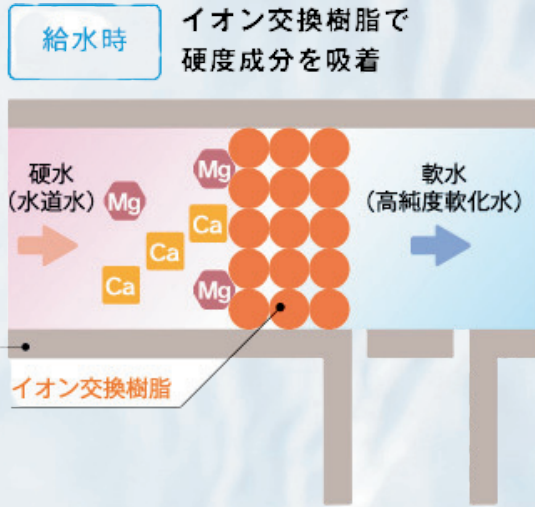 給水時
イオン交換樹脂で
硬度成分を吸着
硬水
(水道水)
Mg
Mg
Ca
Ca
Ca
Mg
軟水
(高純度軟化水)
イオン交換樹脂